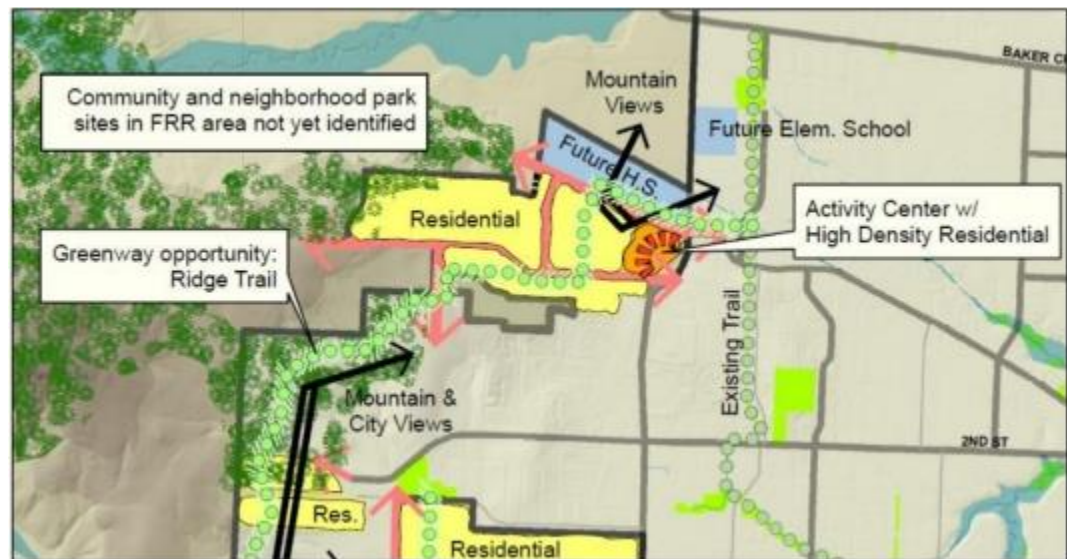 BAKER C
Mountain
Views
Community and neighborhood park
sites in FRR area not yet identified
Future Elem. School
Future H.S.
Activity Center w/
High Density Residential
Residential
Greenway opportunity:
Ridge Trail
Existing Trail
Mountain &
City Views
2ND ST
Res.
Residential